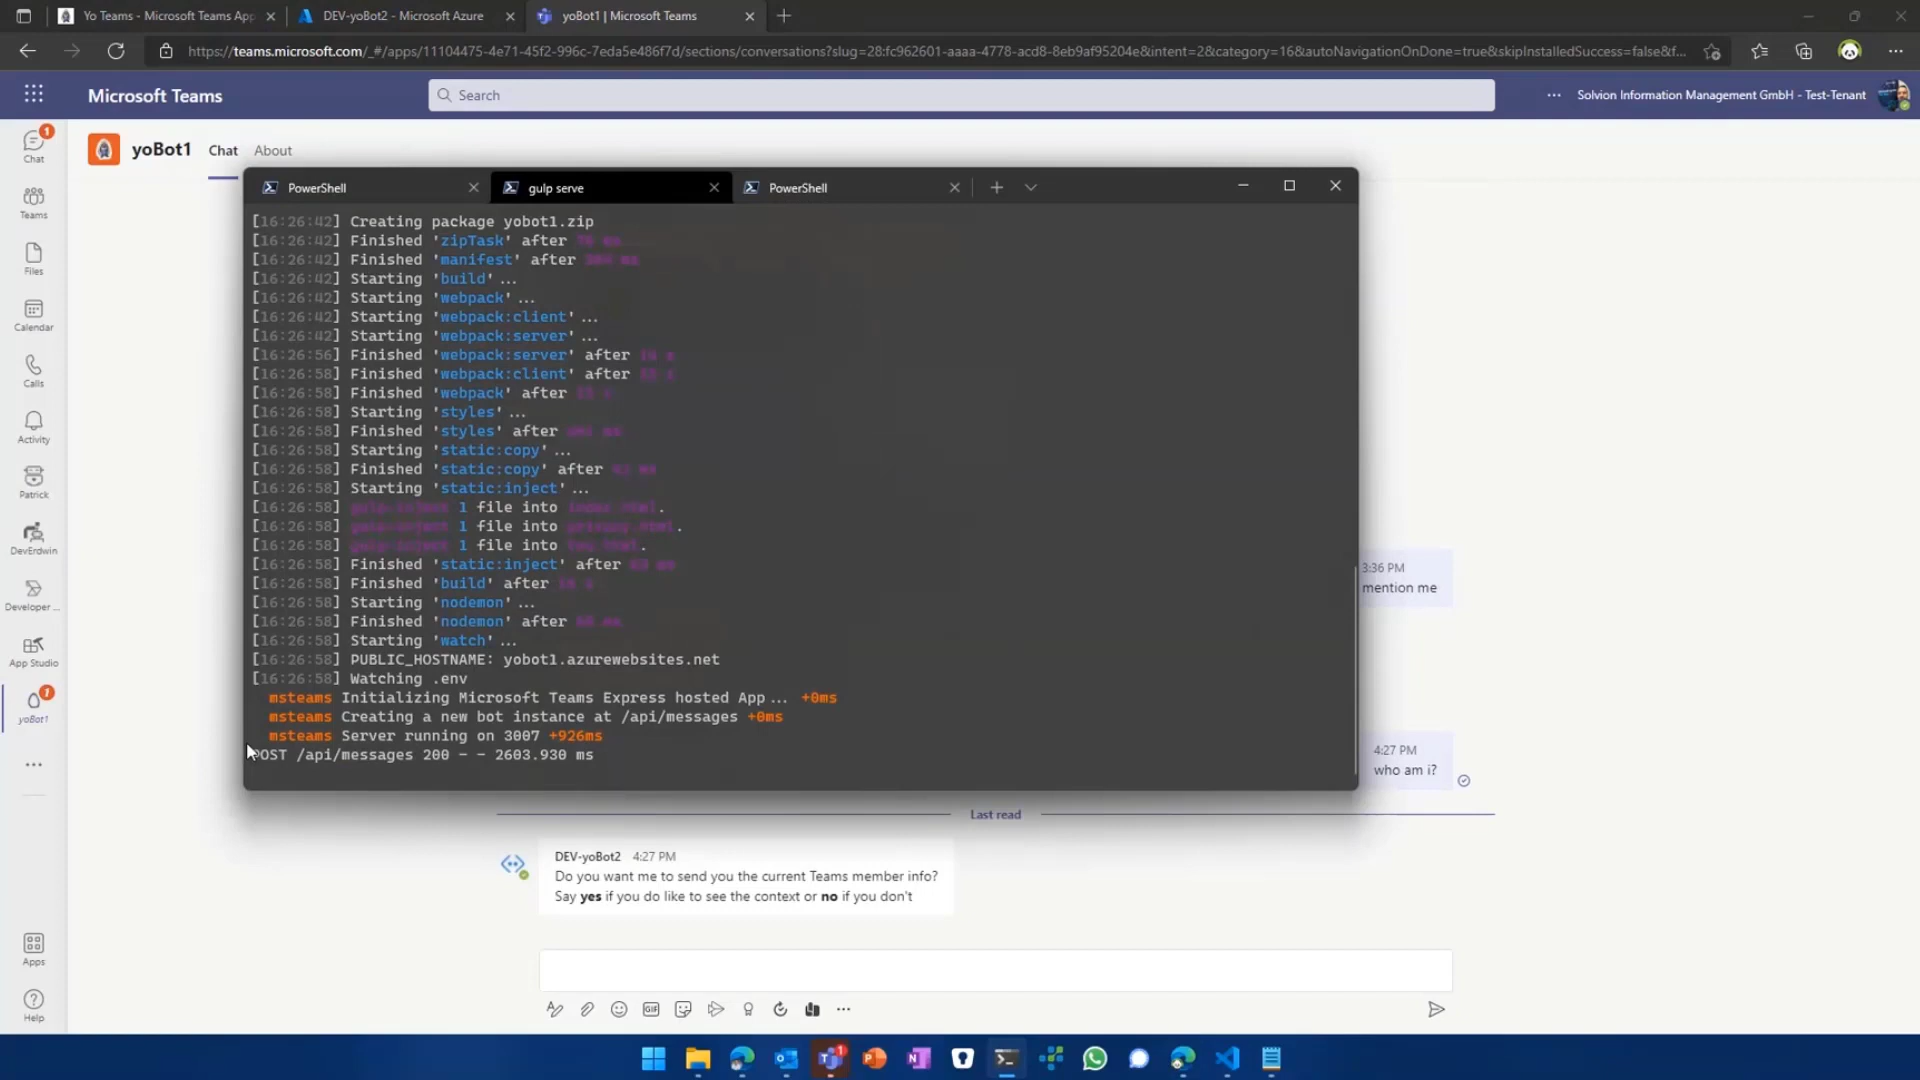 Yo Teams - Microsoft Teams App
DEV-yoBot2 - Microsoft Azure
yoBot1 | Microsoft Teams
https://teams.microsoft.com/_#/apps/11104475-4e71-45f2-996c-7eda5e486f7d/sections/conversations?slug=28:fc962601-aaaa-4778-acd8-8eb9af95204e&intent=2&category=16&autoNavigationOnDone=true&skipInstalledSuccess=false&f...
Microsoft Teams
Search
Solvion Information Management GmbH - Test-Tenant
yoBot1
Chat
About
Chat
Teams
Files
Calendar
Calls
Activity
Patrick
DevErdwin
Developer ...
App Studio
yoBot1
Apps
Help
PowerShell
gulp serve
PowerShell
[16:26:42] Creating package yobot1.zip
[16:26:42] Finished 'zipTask' after
[16:26:42] Finished 'manifest' after
[16:26:42] Starting 'build' ...
[16:26:42] Starting 'webpack' ...
[16:26:42] Starting 'webpack:client' ...
[16:26:42] Starting 'webpack:server' ...
[16:26:56] Finished 'webpack:server' after
[16:26:58] Finished 'webpack:client' after
[16:26:58] Finished 'webpack' after
[16:26:58] Starting 'styles' ...
[16:26:58] Finished 'styles' after
[16:26:58] Starting 'static:copy' ...
[16:26:58] Finished 'static:copy' after
[16:26:58] Starting 'static:inject' ...
[16:26:58] gulp-inject 1 file into index.html.
[16:26:58] gulp-inject 1 file into privacy.html.
[16:26:58] gulp-inject 1 file into tou.html.
[16:26:58] Finished 'static:inject' after
[16:26:58] Finished 'build' after
[16:26:58] Starting 'nodemon' ...
[16:26:58] Finished 'nodemon' after
[16:26:58] Starting 'watch' ...
[16:26:58] PUBLIC_HOSTNAME: yobot1.azurewebsites.net
[16:26:58] Watching .env
msteams Initializing Microsoft Teams Express hosted App... +0ms
msteams Creating a new bot instance at /api/messages +0ms
msteams Server running on 3007 +926ms
POST /api/messages 200 - - 2603.930 ms
3:36 PM
mention me
4:27 PM
who am i?
Last read
DEV-yoBot2 4:27 PM
Do you want me to send you the current Teams member info?
Say yes if you do like to see the context or no if you don't
GIF